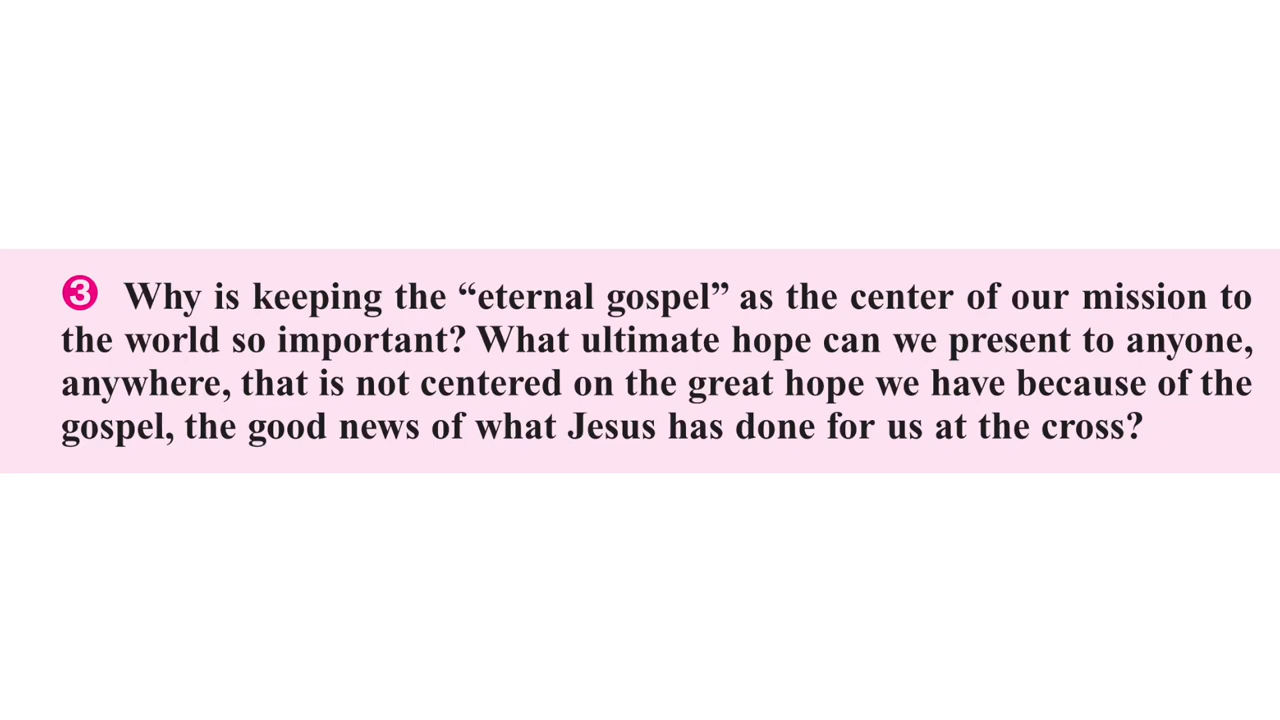 ❸ Why is keeping the “eternal gospel” as the center of our mission to
the world so important? What ultimate hope can we present to anyone,
anywhere, that is not centered on the great hope we have because of the
gospel, the good news of what Jesus has done for us at the cross?